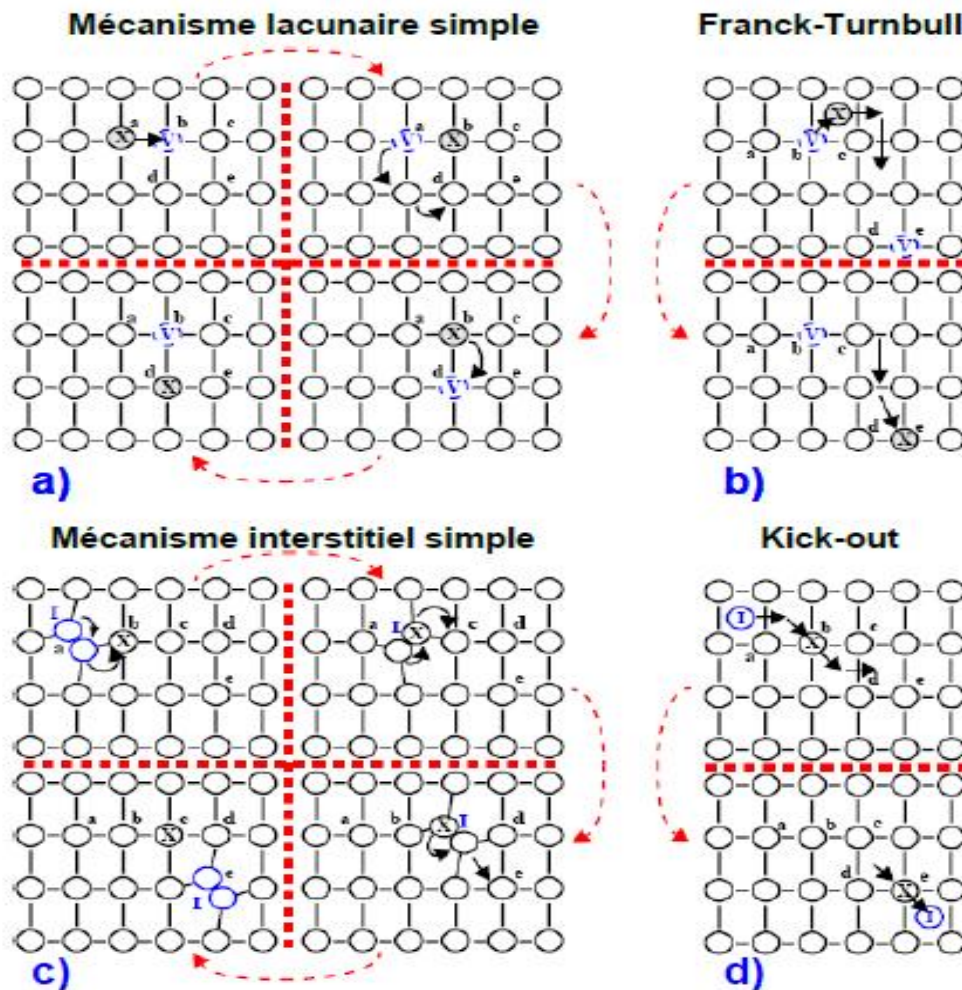 Mécanisme lacunaire simple
Franck-Turnbull
X a V b c
V a X b c
X
a V b c
d e
d e
d V e
a V b c
a X b c
a V b c
d X e
d V e
d X e
a)
b)
Mécanisme interstitiel simple
Kick-out
I a X b c d
a I X c d
I a X b c
e
e
d e
a b X c d
a b X I d
a b c
I e
e
d X e
I
c)
d)